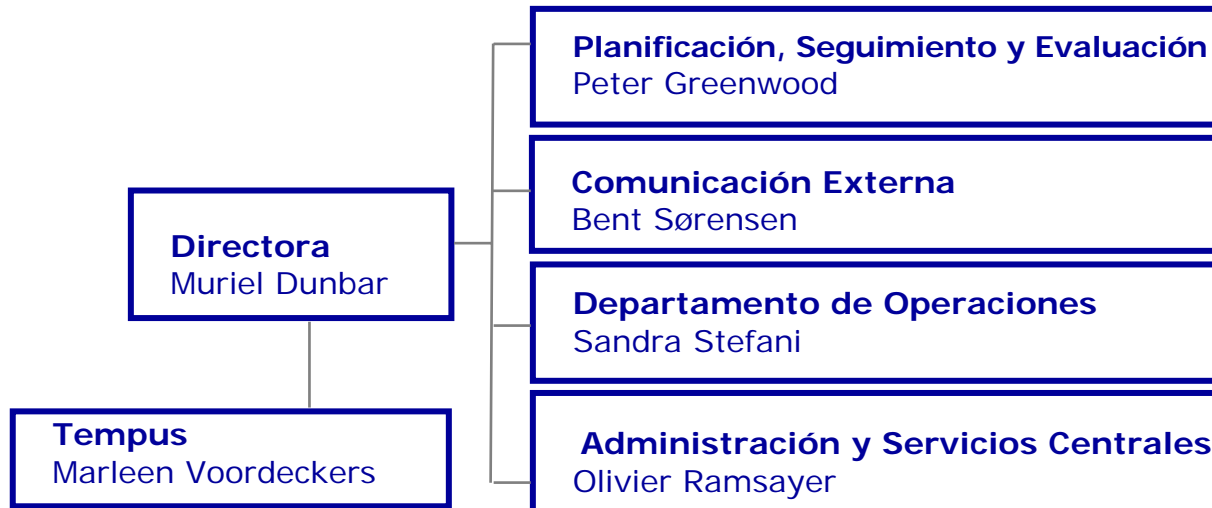 Planificación, Seguimiento y Evaluación
Peter Greenwood
Comunicación Externa
Bent Sørensen
Directora
Muriel Dunbar
Departamento de Operaciones
Sandra Stefani
Tempus
Marleen Voordeckers
Administración y Servicios Centrales
Olivier Ramsayer